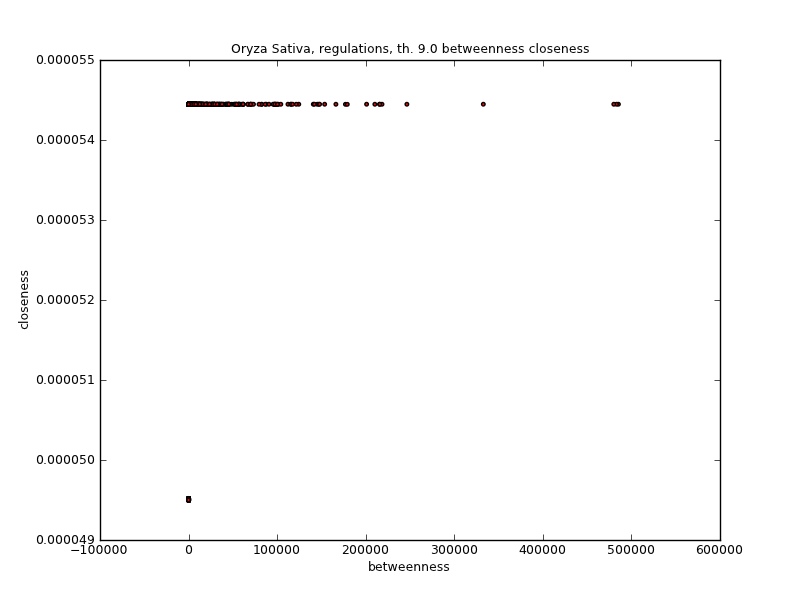 Oryza Sativa, regulations, th. 9.0 betweenness closeness
0.000055
0.000054
0.000053
0.000052
0.000051
0.000050
0.000049
closeness
−100000 0 100000 200000 300000 400000 500000 600000
betweenness